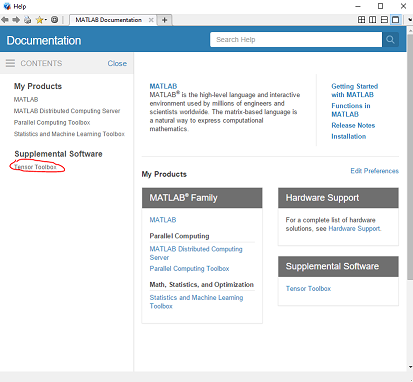 Help
MATLAB Documentation
Documentation
Search Help
CONTENTS
Close
My Products
MATLAB
MATLAB Distributed Computing Server
Parallel Computing Toolbox
Statistics and Machine Learning Toolbox
Supplemental Software
Tensor Toolbox
MATLAB
MATLAB® is the high-level language and interactive
environment used by millions of engineers and
scientists worldwide. The matrix-based language is
a natural way to express computational
mathematics.
Getting Started
with MATLAB
Functions in
MATLAB
Release Notes
Installation
My Products
Edit Preferences
MATLAB® Family
MATLAB
Parallel Computing
MATLAB Distributed Computing
Server
Parallel Computing Toolbox
Math, Statistics, and Optimization
Statistics and Machine Learning
Toolbox
Hardware Support
For a complete list of hardware
solutions, see Hardware Support.
Supplemental Software
Tensor Toolbox